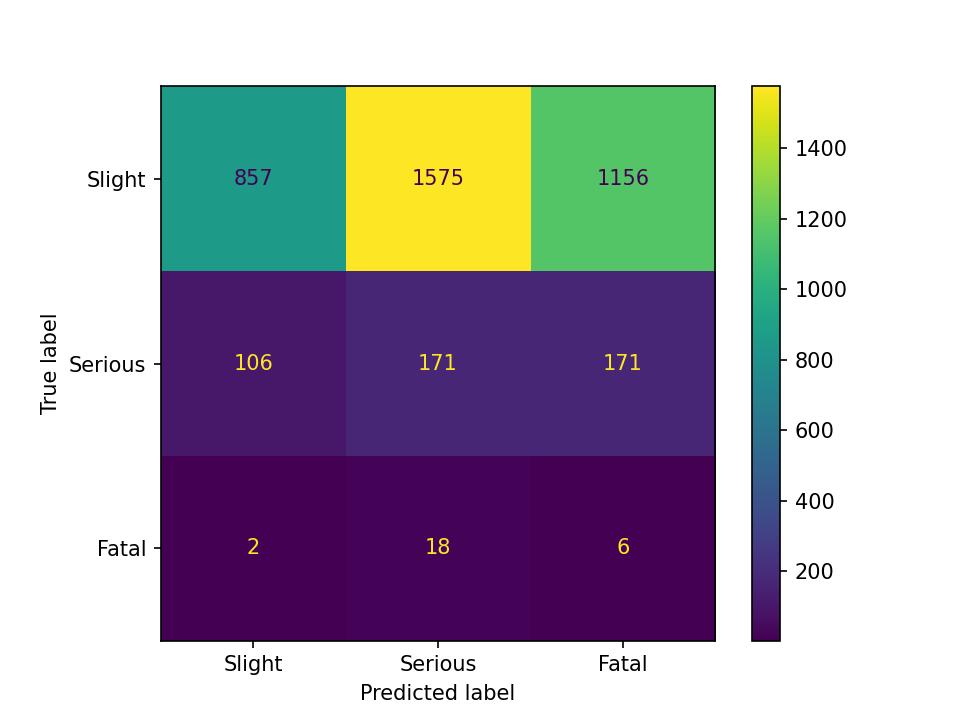 Slight 857 1575 1156
Serious 106 171 171
Fatal 2 18 6
Slight Serious Fatal
Predicted label
True label
1400
1200
1000
800
600
400
200